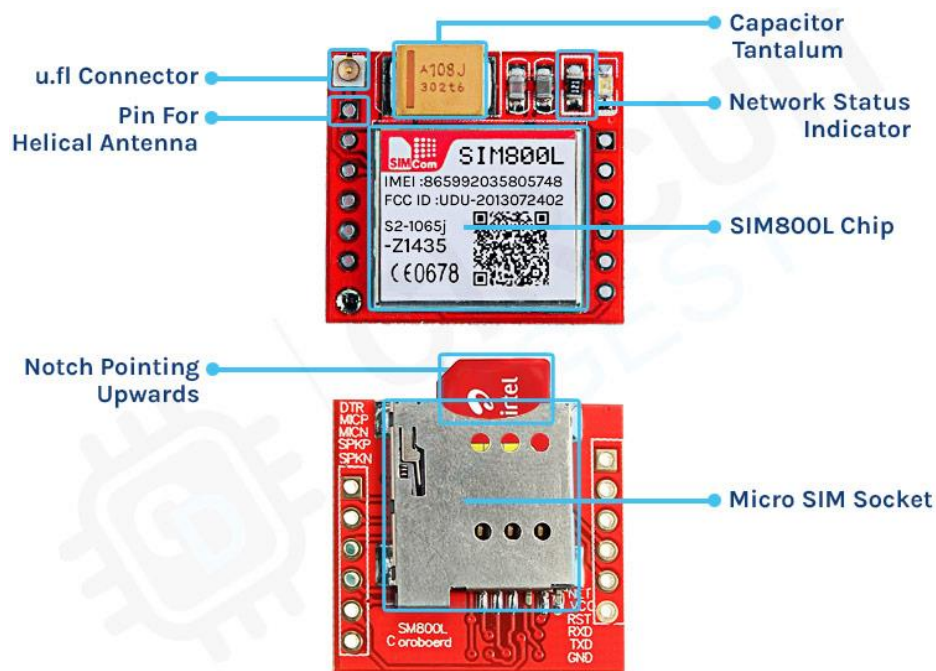 Capacitor
Tantalum
u.fl Connector
Pin For
Helical Antenna
Network Status
Indicator
A108J
302t6
SIMCom
SIM800L
IMEI :865992035805748
FCC ID :UDU-2013072402
S2-1065j
-Z1435
CE0678
SIM800L Chip
Notch Pointing
Upwards
intel
DTR
MICP
MICN
SPKP
SPKN
Micro SIM Socket
NET
VCC
RST
RXD
TXD
GND
SM800L
C oroboerd